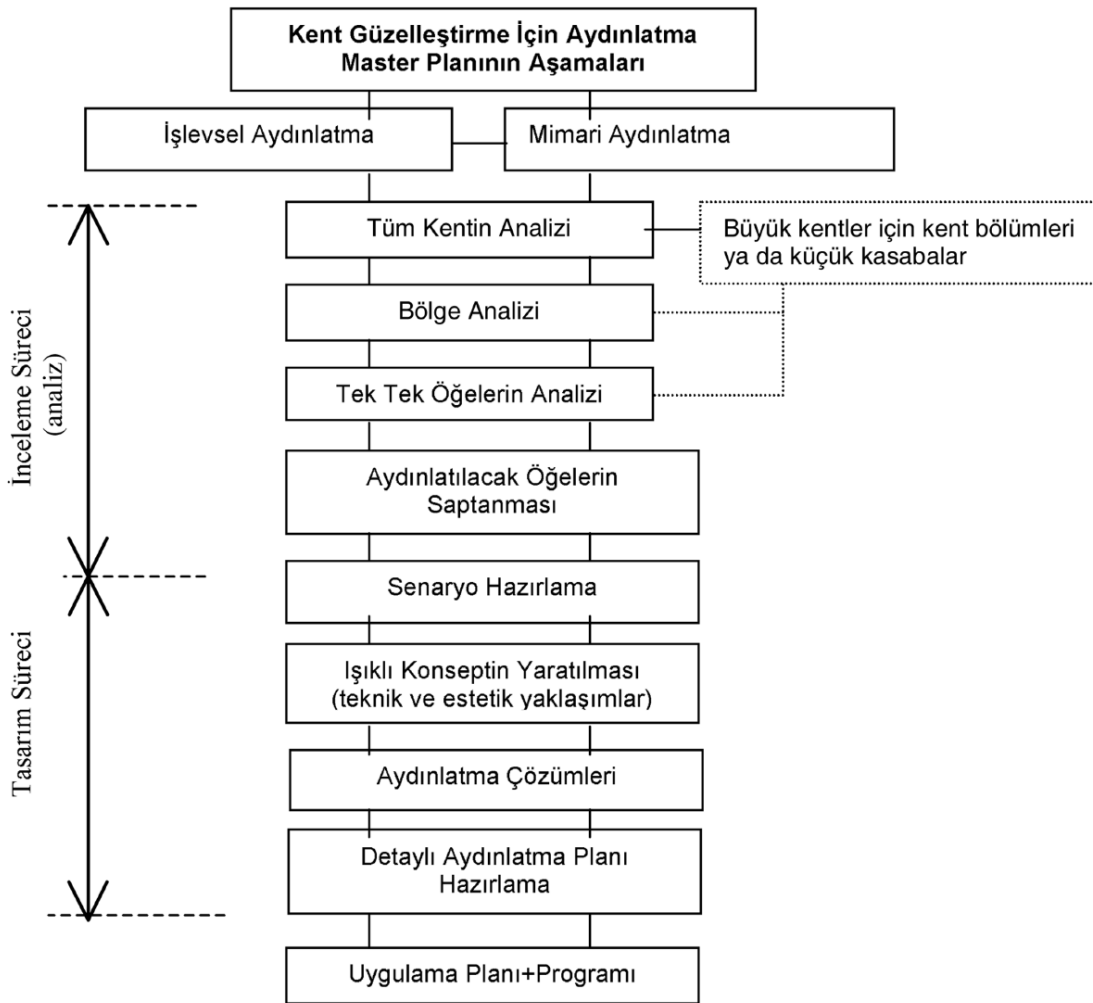 Kent Güzelleştirme İçin Aydınlatma
Master Planının Aşamaları
İşlevsel Aydınlatma
Mimari Aydınlatma
Tüm Kentin Analizi
Büyük kentler için kent bölümleri
ya da küçük kasabalar
Bölge Analizi
Tek Tek Öğelerin Analizi
Aydınlatılacak Öğelerin
Saptanması
İnceleme Süreci
(analiz)
Senaryo Hazırlama
Işıklı Konseptin Yaratılması
(teknik ve estetik yaklaşımlar)
Aydınlatma Çözümleri
Detaylı Aydınlatma Planı
Hazırlama
Tasarım Süreci
Uygulama Planı+Programı